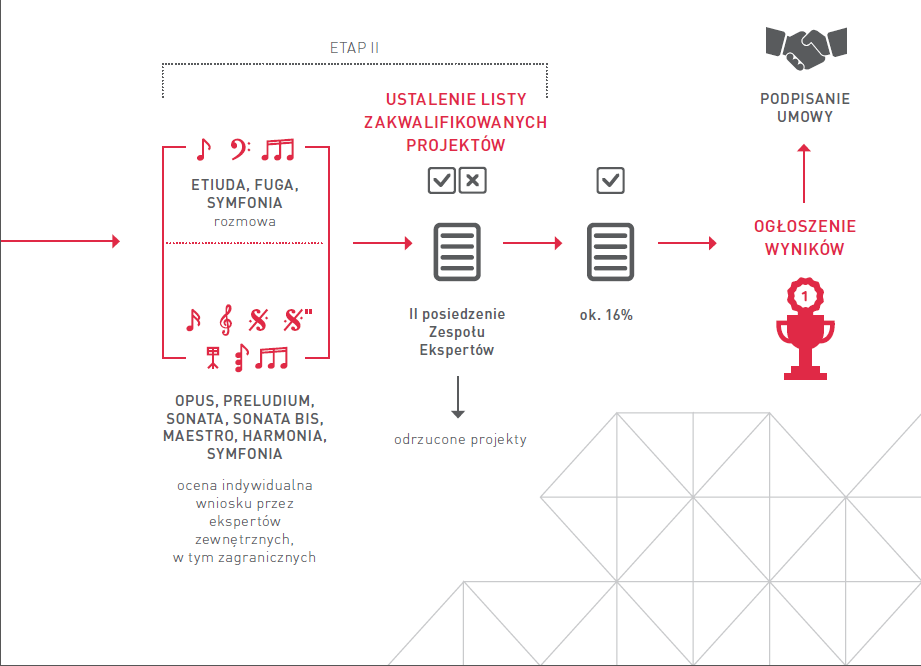 ETAP II
ETIUDA, FUGA,
SYMFONIA
rozmowa
OPUS, PRELUDIUM,
SONATA, SONATA BIS,
MAESTRO, HARMONIA,
SYMFONIA
ocena indywidualna
wniosku przez
ekspertów
zewnętrznych,
w tym zagranicznych
USTALENIE LISTY
ZAKWALIFIKOWANYCH
PROJEKTÓW
II posiedzenie
Zespołu
Ekspertów
odrzucone projekty
ok. 16%
OGŁOSZENIE
WYNIKÓW
1
PODPISANIE
UMOWY